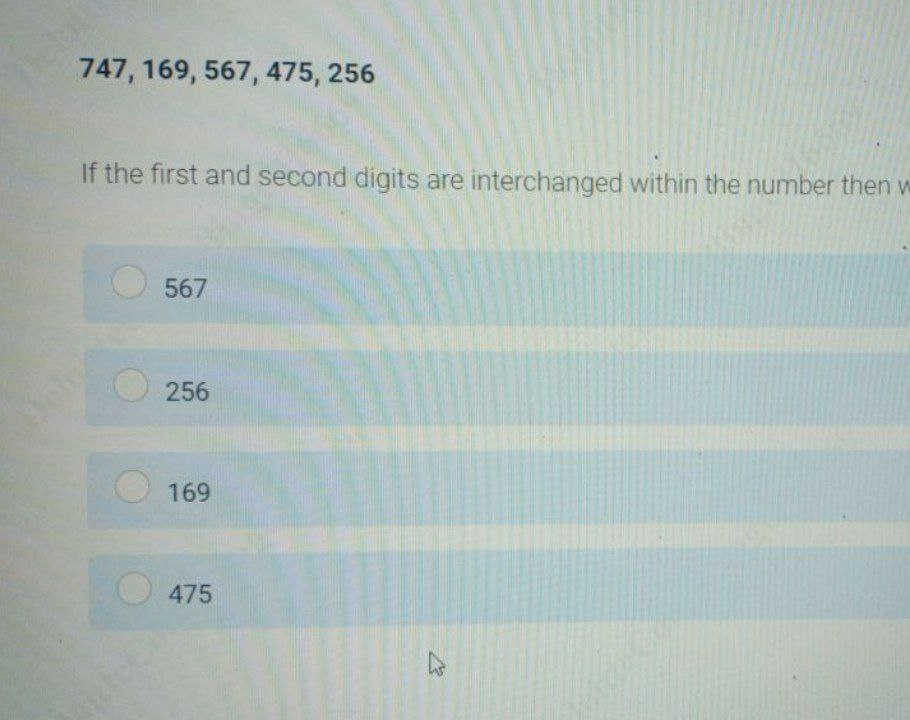 747, 169, 567, 475, 256
If the first and second digits are interchanged within the number then
567
256
169
475